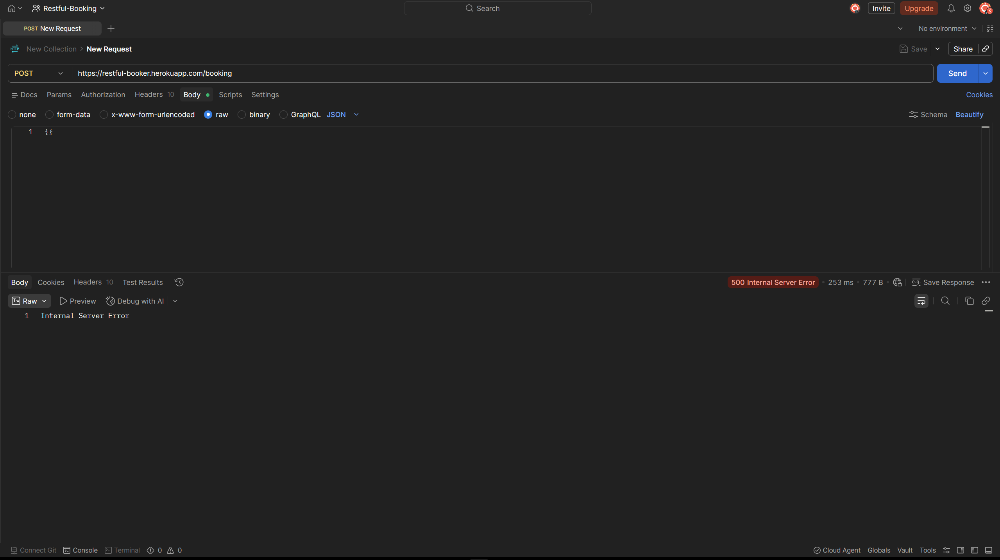 Restful-Booking
Search
Invite
Upgrade
K
POST New Request
No environment
HTTP New Collection > New Request
Save
Share
POST
https://restful-booker.herokuapp.com/booking
Send
Docs Params Authorization Headers 10 Body Scripts Settings
Cookies
none form-data x-www-form-urlencoded raw binary GraphQL JSON
Schema Beautify
1 {}
Body Cookies Headers 10 Test Results
500 Internal Server Error • 253 ms • 777 B • e.g. Save Response
Raw Preview Debug with AI
1 Internal Server Error
Connect Git Console Terminal 0 0
Cloud Agent Globals Vault Tools